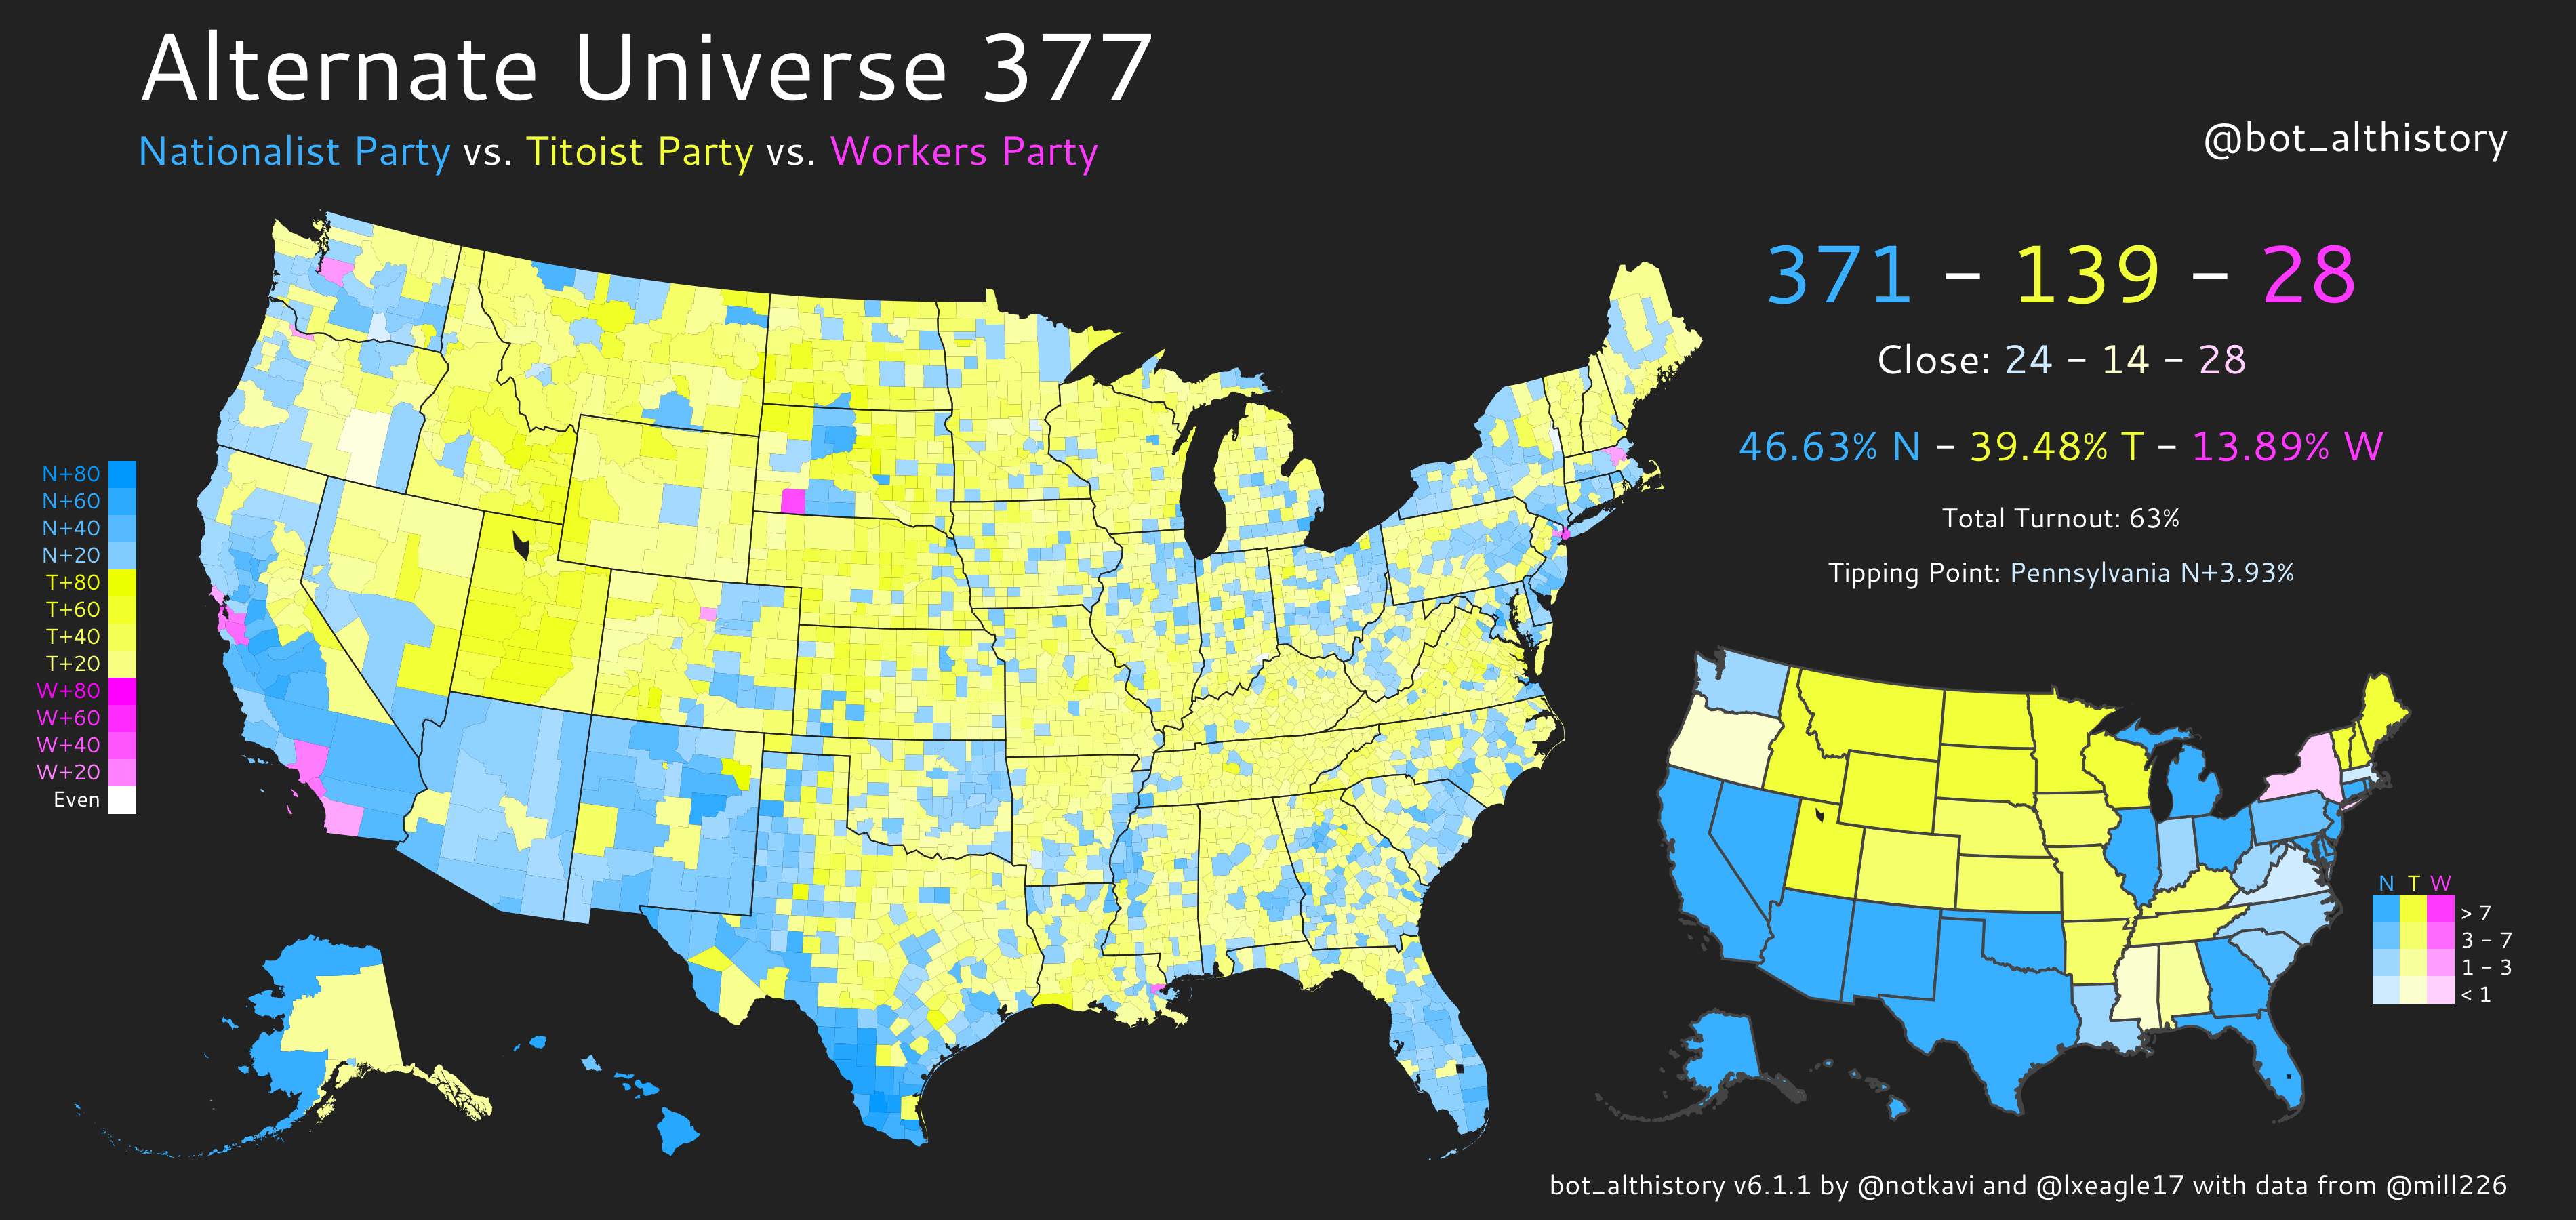 Alternate Universe 377
Nationalist Party vs. Titoist Party vs. Workers Party
@bot_althistory
371 - 139 - 28
Close: 24 - 14 - 28
46.63% N - 39.48% T - 13.89% W
Total Turnout: 63%
Tipping Point: Pennsylvania N+3.93%
N+80
N+60
N+40
N+20
T+80
T+60
T+40
T+20
W+80
W+60
W+40
W+20
Even
N T W
> 7
3 - 7
1 - 3
< 1
bot_althistory v6.1.1 by @notkavi and @lxeagle17 with data from @mill226